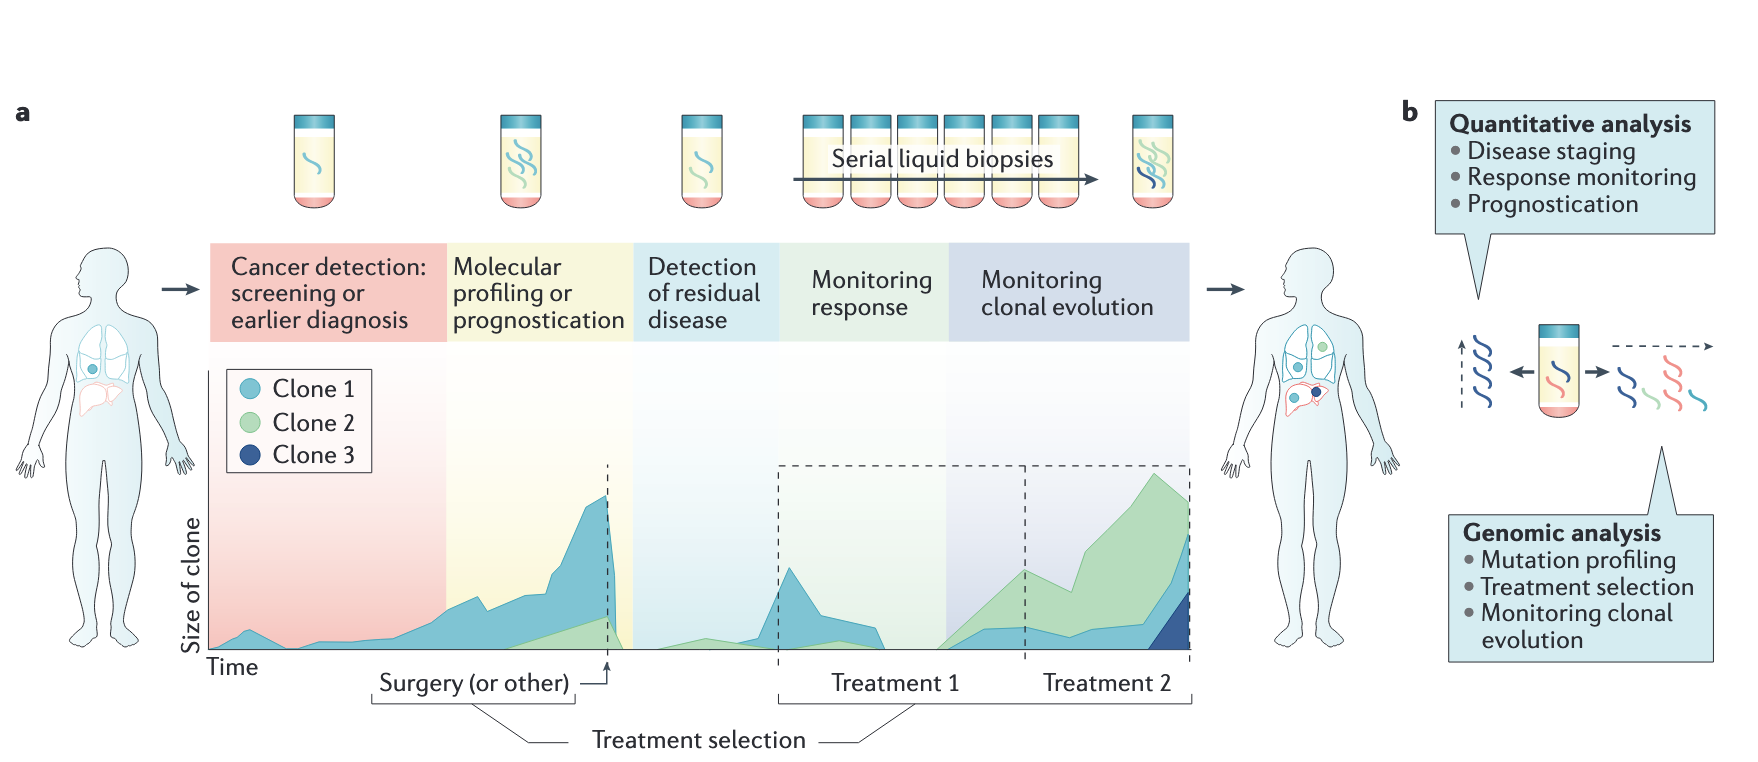 a
Serial liquid biopsies
Cancer detection:
screening or
earlier diagnosis
Molecular
profiling or
prognostication
Detection
of residual
disease
Monitoring
response
Monitoring
clonal evolution
Clone 1
Clone 2
Clone 3
Size of clone
Time
Surgery (or other)
Treatment 1
Treatment 2
Treatment selection
b
Quantitative analysis
• Disease staging
• Response monitoring
• Prognostication
Genomic analysis
• Mutation profiling
• Treatment selection
• Monitoring clonal
evolution